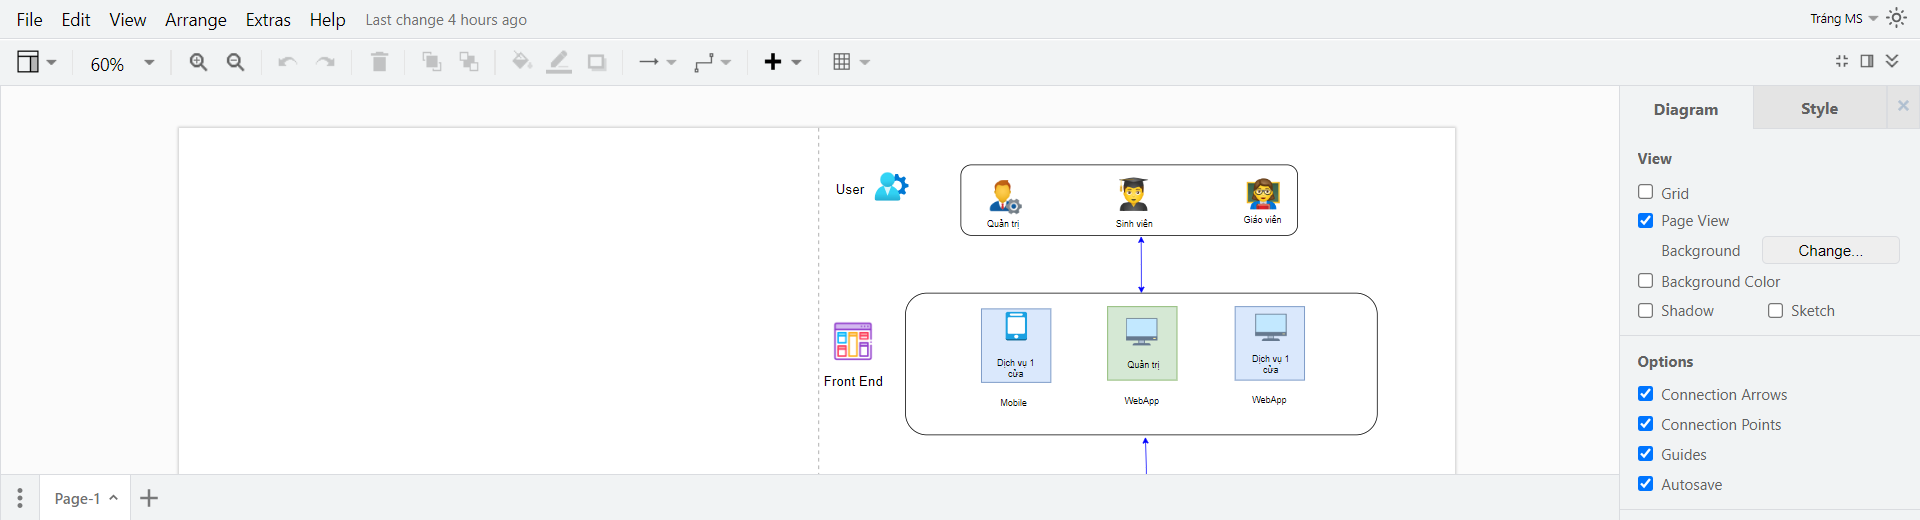 File Edit View Arrange Extras Help Last change 4 hours ago
Tráng MS
60%
Diagram Style
User
Quản trị
Sinh viên
Giáo viên
Front End
Dịch vụ 1
cửa
Mobile
Quản trị
WebApp
Dịch vụ 1
cửa
WebApp
View
Grid
Page View
Background Change...
Background Color
Shadow Sketch
Options
Connection Arrows
Connection Points
Guides
Autosave
Page-1